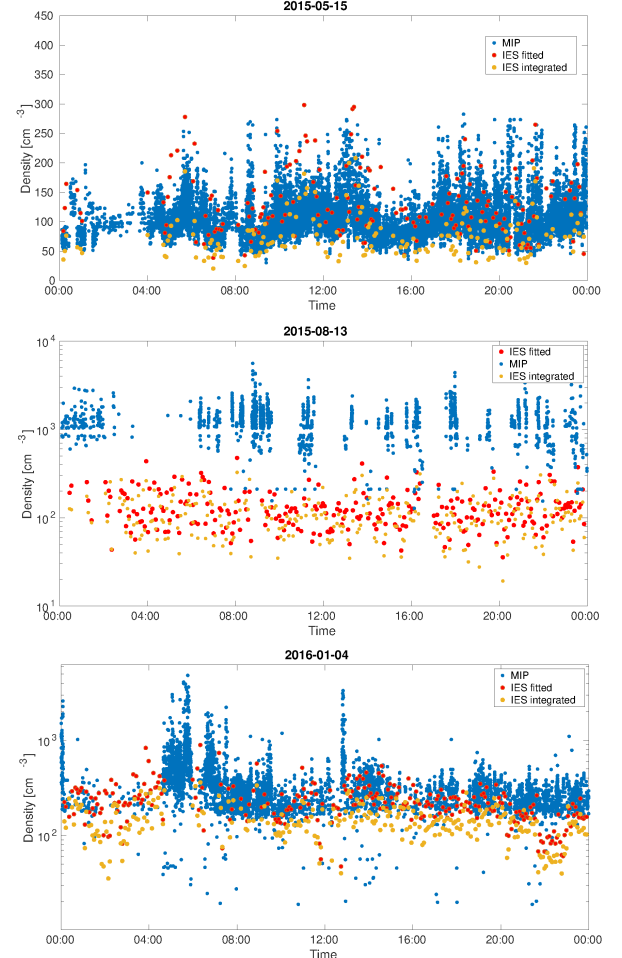 2015-05-15
450
400
350
300
250
200
150
100
50
0
Density [cm -3]
MIP
IES fitted
IES integrated
00:00 04:00 08:00 12:00 16:00 20:00 00:00
Time
2015-08-13
10^4
10^3
10^2
10^1
Density [cm -3]
IES fitted
MIP
IES integrated
00:00 04:00 08:00 12:00 16:00 20:00 00:00
Time
2016-01-04
10^3
10^2
Density [cm -3]
MIP
IES fitted
IES integrated
00:00 04:00 08:00 12:00 16:00 20:00 00:00
Time